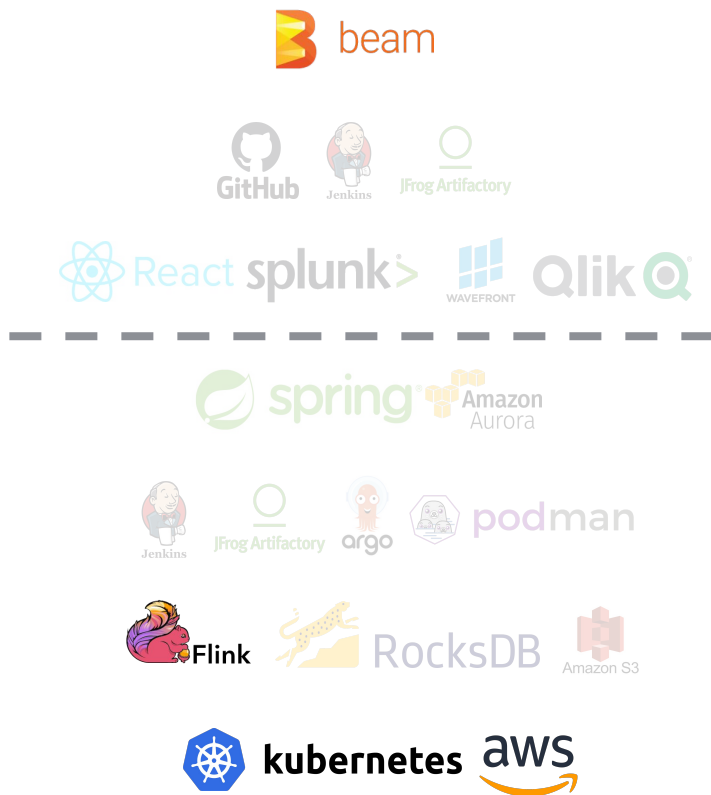 beam
GitHub Jenkins JFrog Artifactory
React splunk> WAVEFRONT Qlik
spring® Amazon Aurora
Jenkins JFrog Artifactory argo podman
Flink RocksDB Amazon S3
kubernetes aws